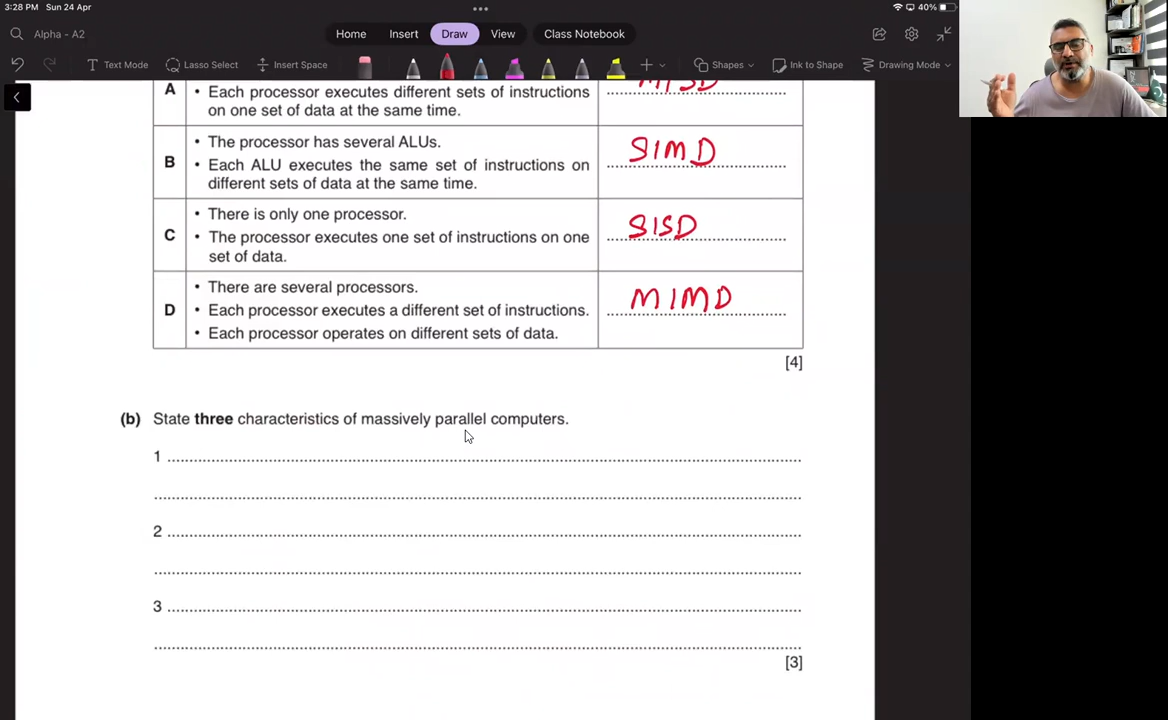 3:28 PM Sun 24 Apr
40%
Alpha - A2
Home Insert Draw View Class Notebook
Text Mode Lasso Select Insert Space Shapes Ink to Shape Drawing Mode
A
• Each processor executes different sets of instructions
on one set of data at the same time.
MISD
B
• The processor has several ALUs.
• Each ALU executes the same set of instructions on
different sets of data at the same time.
SIMD
C
• There is only one processor.
• The processor executes one set of instructions on one
set of data.
SISD
D
• There are several processors.
• Each processor executes a different set of instructions.
• Each processor operates on different sets of data.
MIMD
[4]
(b) State three characteristics of massively parallel computers.
1
2
3
[3]